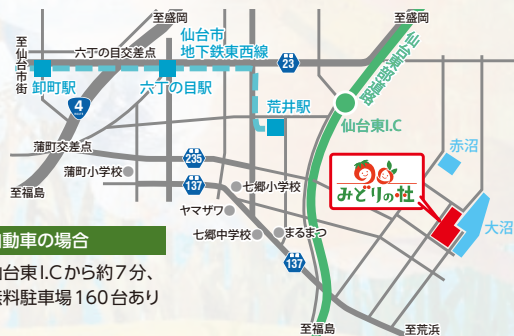 至盛岡
至盛岡
至仙台市街
六丁の目交差点
仙台市
地下鉄東西線
23
仙台東部道路
卸町駅
六丁の目駅
4
荒井駅
仙台東I.C
蒲町交差点
235
赤沼
蒲町小学校
137
七郷小学校
みどりの杜
至福島
ヤマザワ
大沼
七郷中学校
まるまつ
動車の場合
137
台東I.Cから約7分、
無料駐車場160台あり
至福島
至荒浜